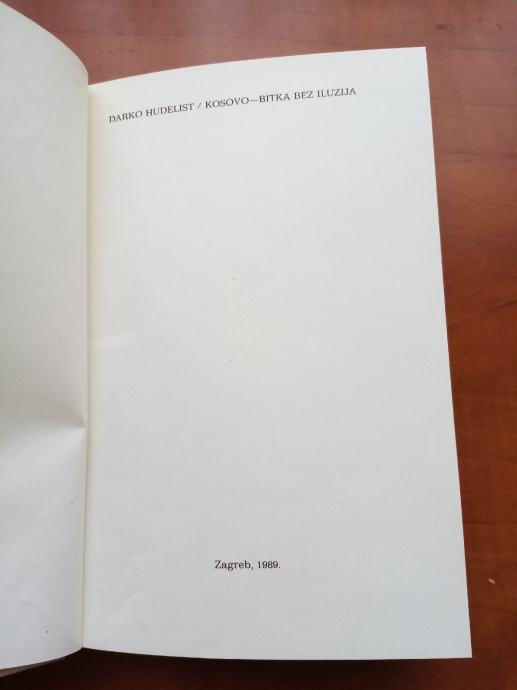 DARKO HUDELIST / KOSOVO—BITKA BEZ ILUZIJA
Zagreb, 1989.